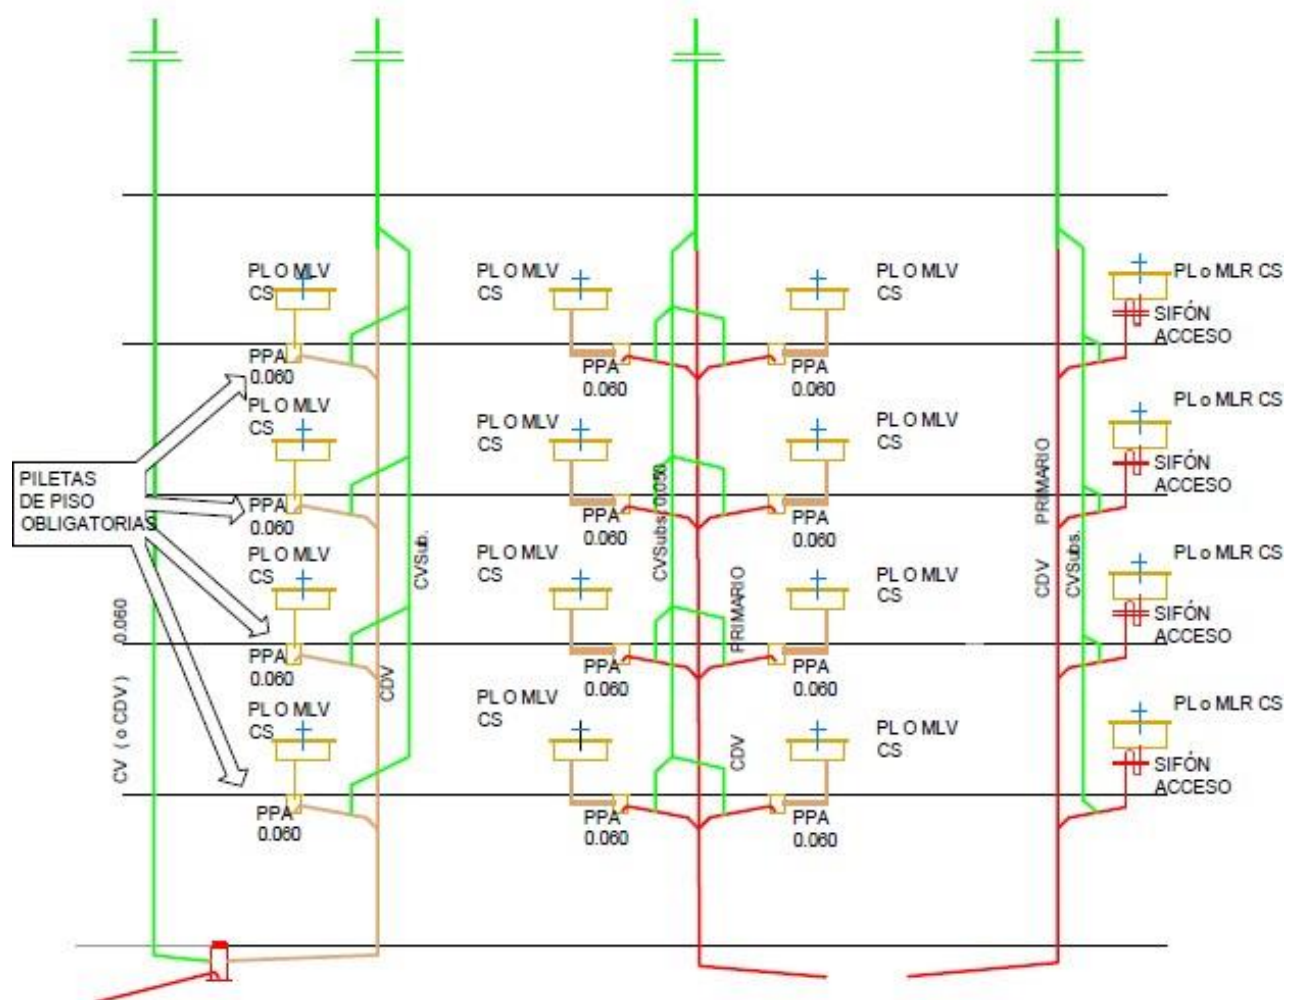 PL O MLV
CS
PL O MLV
CS
PL O MLV
CS
PL o MLR CS
SIFÓN
ACCESO
PPA
0.060
PPA
0.060
PPA
0.060
PL O MLV
CS
PL O MLV
CS
PL O MLV
CS
PL o MLR CS
SIFÓN
ACCESO
PILETAS
DE PISO
OBLIGATORIAS
PPA
0.060
PPA
0.060
PPA
0.060
CVSubs. 0.050
PRIMARIO
CDV
CVSubs.
CVSub.
PL O MLV
CS
PL O MLV
CS
PL O MLV
CS
PL o MLR CS
SIFÓN
ACCESO
PPA
0.060
PPA
0.060
PPA
0.060
CV ( o CDV ) 0.060
CDV
PRIMARIO
CDV
PL O MLV
CS
PL O MLV
CS
PL O MLV
CS
PL o MLR CS
SIFÓN
ACCESO
PPA
0.060
PPA
0.060
PPA
0.060